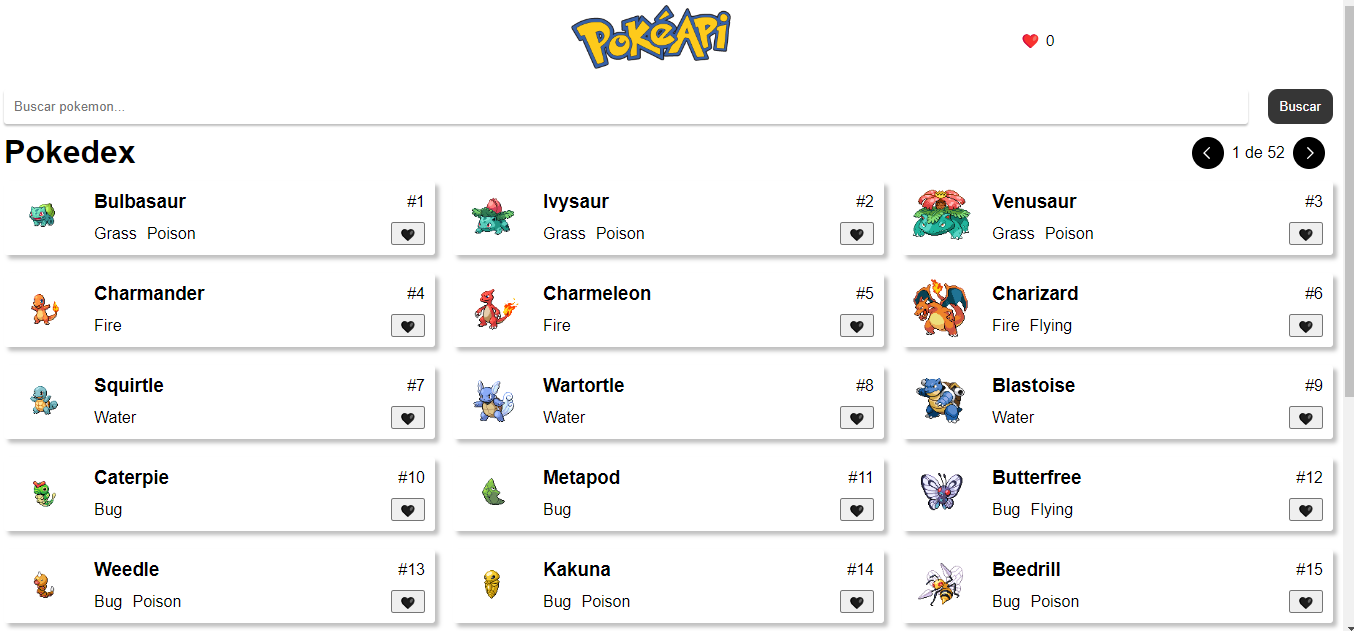 PokéApi
0
Buscar pokemon...
Buscar
Pokedex
1 de 52
Bulbasaur #1
Grass Poison
Ivysaur #2
Grass Poison
Venusaur #3
Grass Poison
Charmander #4
Fire
Charmeleon #5
Fire
Charizard #6
Fire Flying
Squirtle #7
Water
Wartortle #8
Water
Blastoise #9
Water
Caterpie #10
Bug
Metapod #11
Bug
Butterfree #12
Bug Flying
Weedle #13
Bug Poison
Kakuna #14
Bug Poison
Beedrill #15
Bug Poison